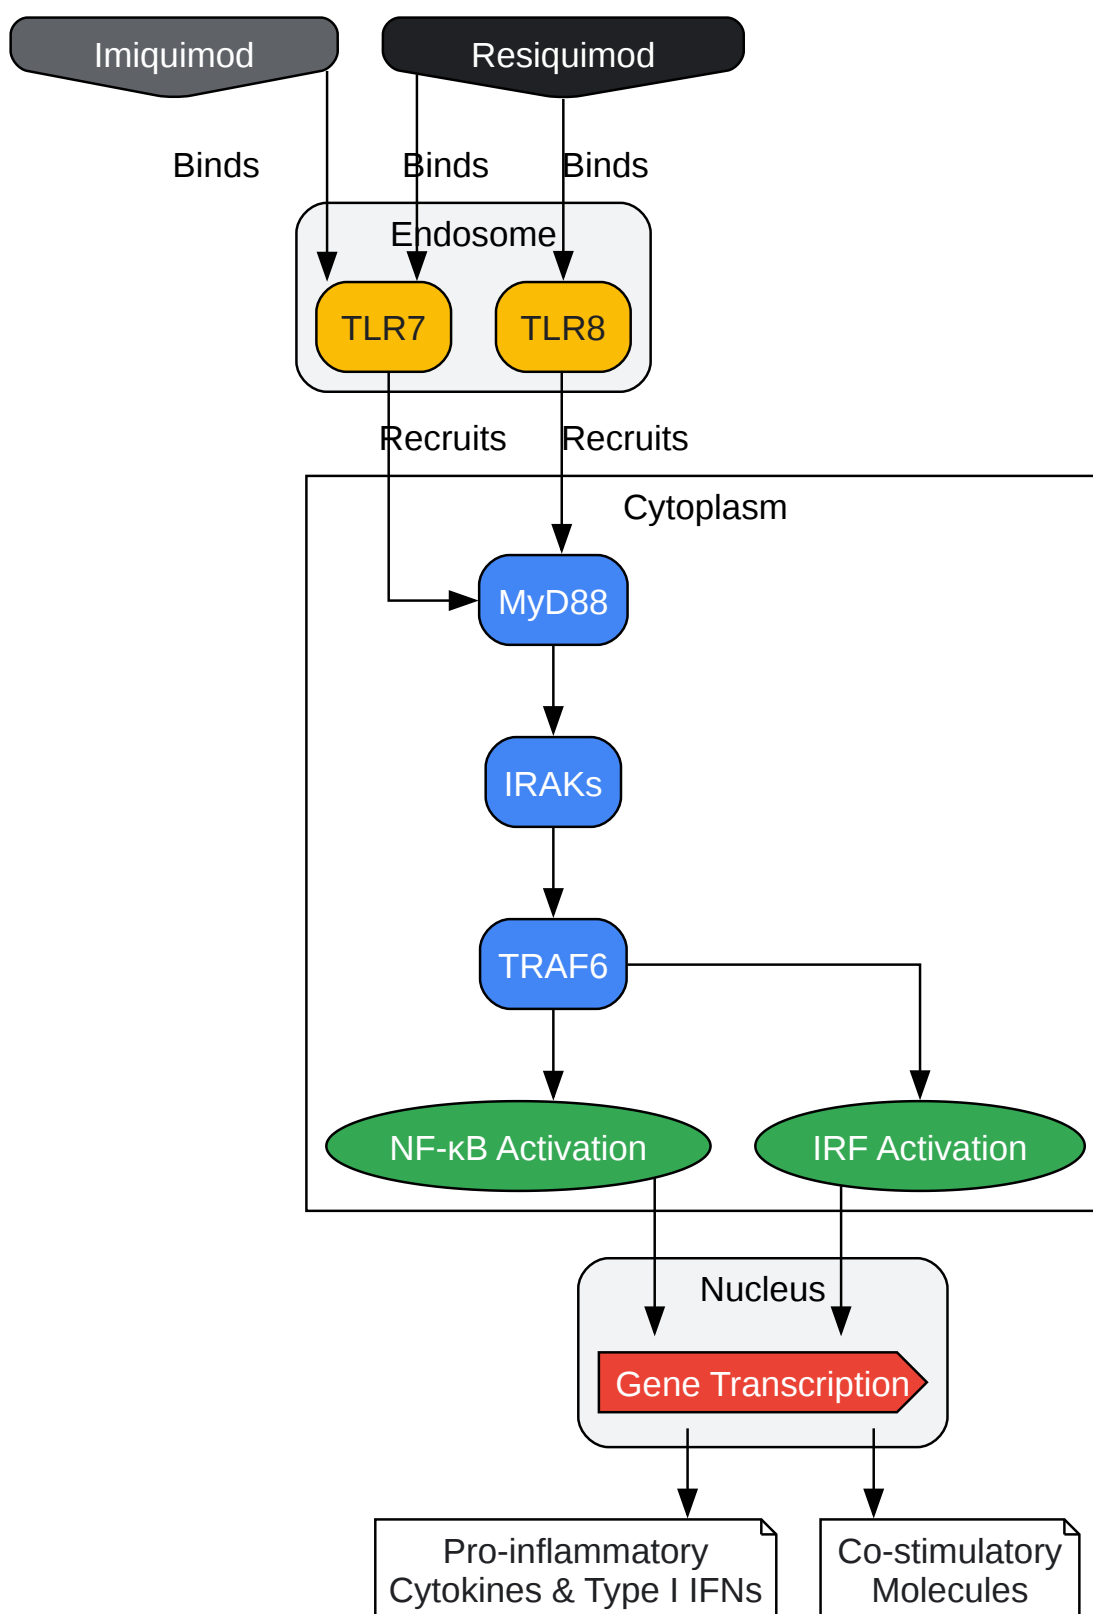 Imiquimod
Resiquimod
Binds
Binds
Binds
Endosome
TLR7
TLR8
Recruits
Recruits
Cytoplasm
MyD88
IRAKs
TRAF6
NF-κB Activation
IRF Activation
Nucleus
Gene Transcription
Pro-inflammatory
Cytokines & Type I IFNs
Co-stimulatory
Molecules